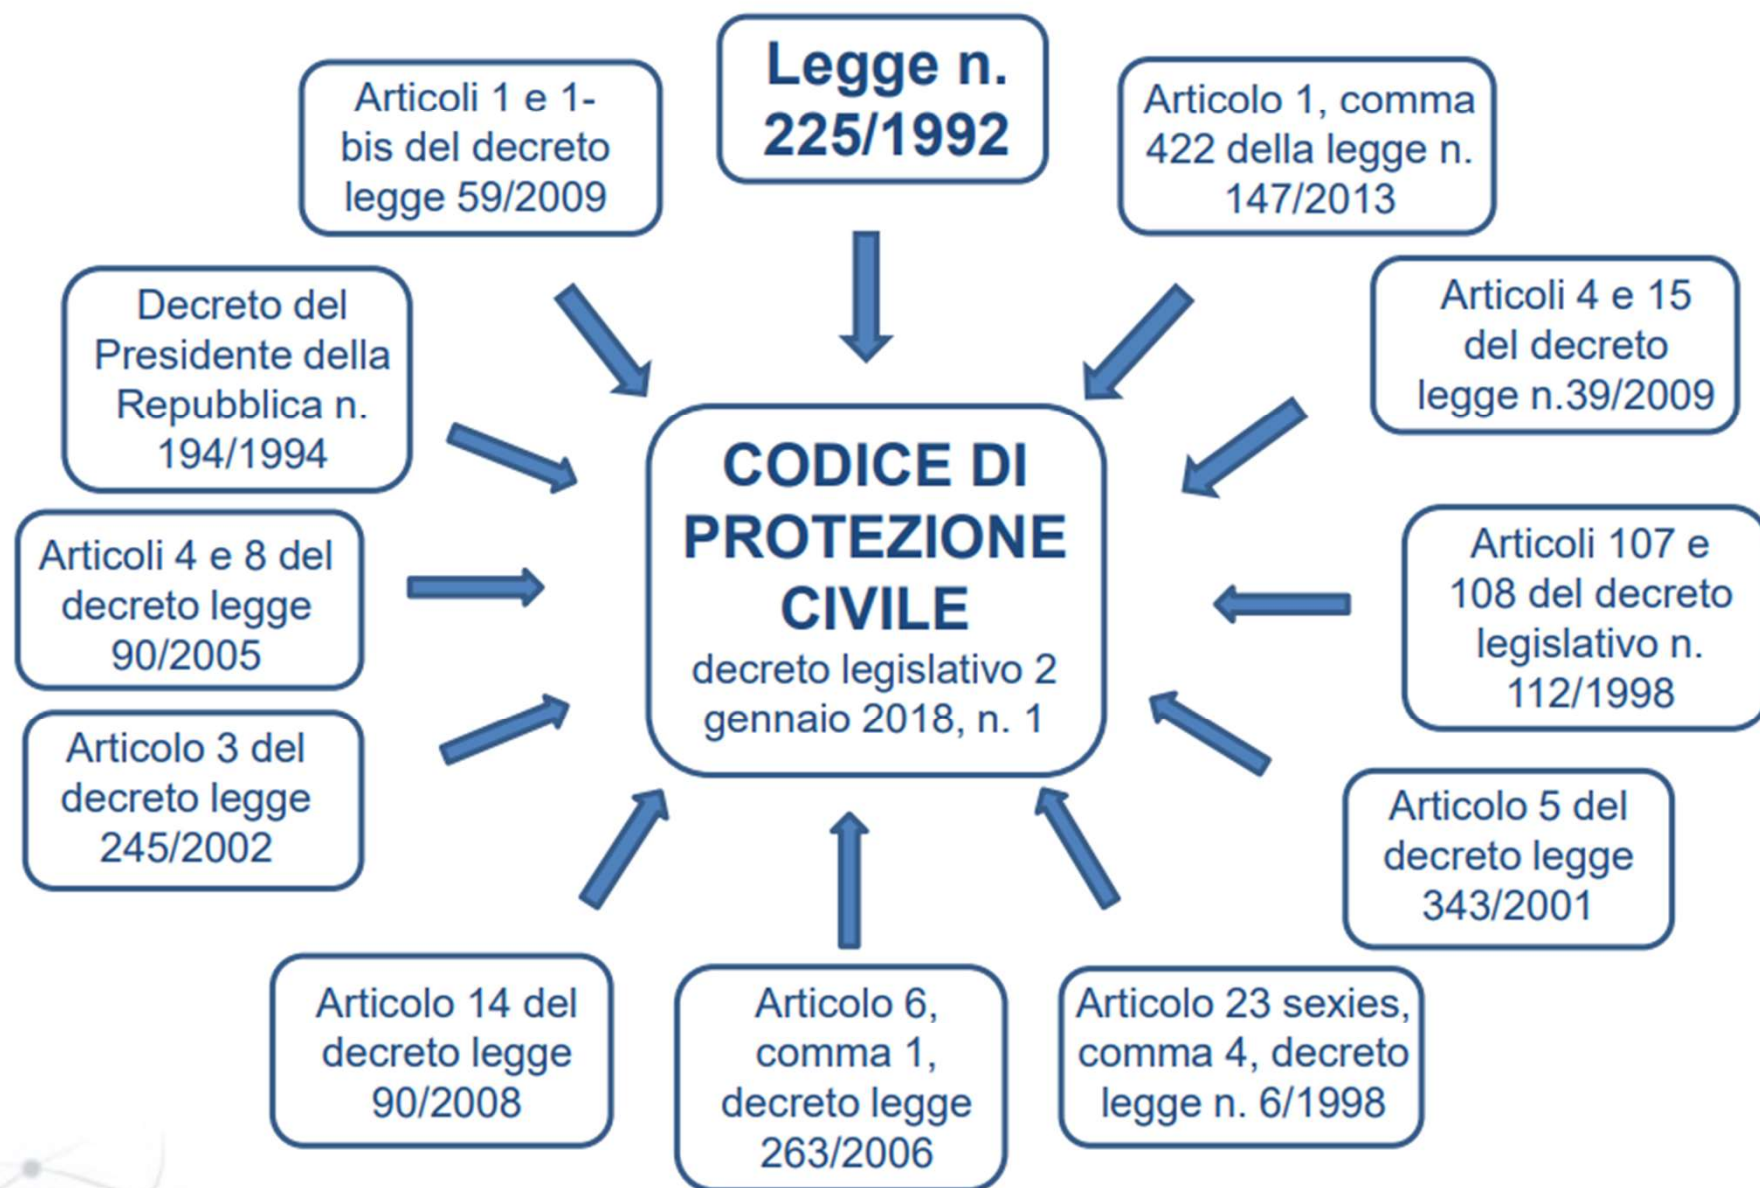 Legge n.
225/1992
Articoli 1 e 1-
bis del decreto
legge 59/2009
Articolo 1, comma
422 della legge n.
147/2013
Decreto del
Presidente della
Repubblica n.
194/1994
Articoli 4 e 15
del decreto
legge n.39/2009
CODICE DI
PROTEZIONE
CIVILE
decreto legislativo 2
gennaio 2018, n. 1
Articoli 4 e 8 del
decreto legge
90/2005
Articoli 107 e
108 del decreto
legislativo n.
112/1998
Articolo 3 del
decreto legge
245/2002
Articolo 5 del
decreto legge
343/2001
Articolo 14 del
decreto legge
90/2008
Articolo 6,
comma 1,
decreto legge
263/2006
Articolo 23 sexies,
comma 4, decreto
legge n. 6/1998